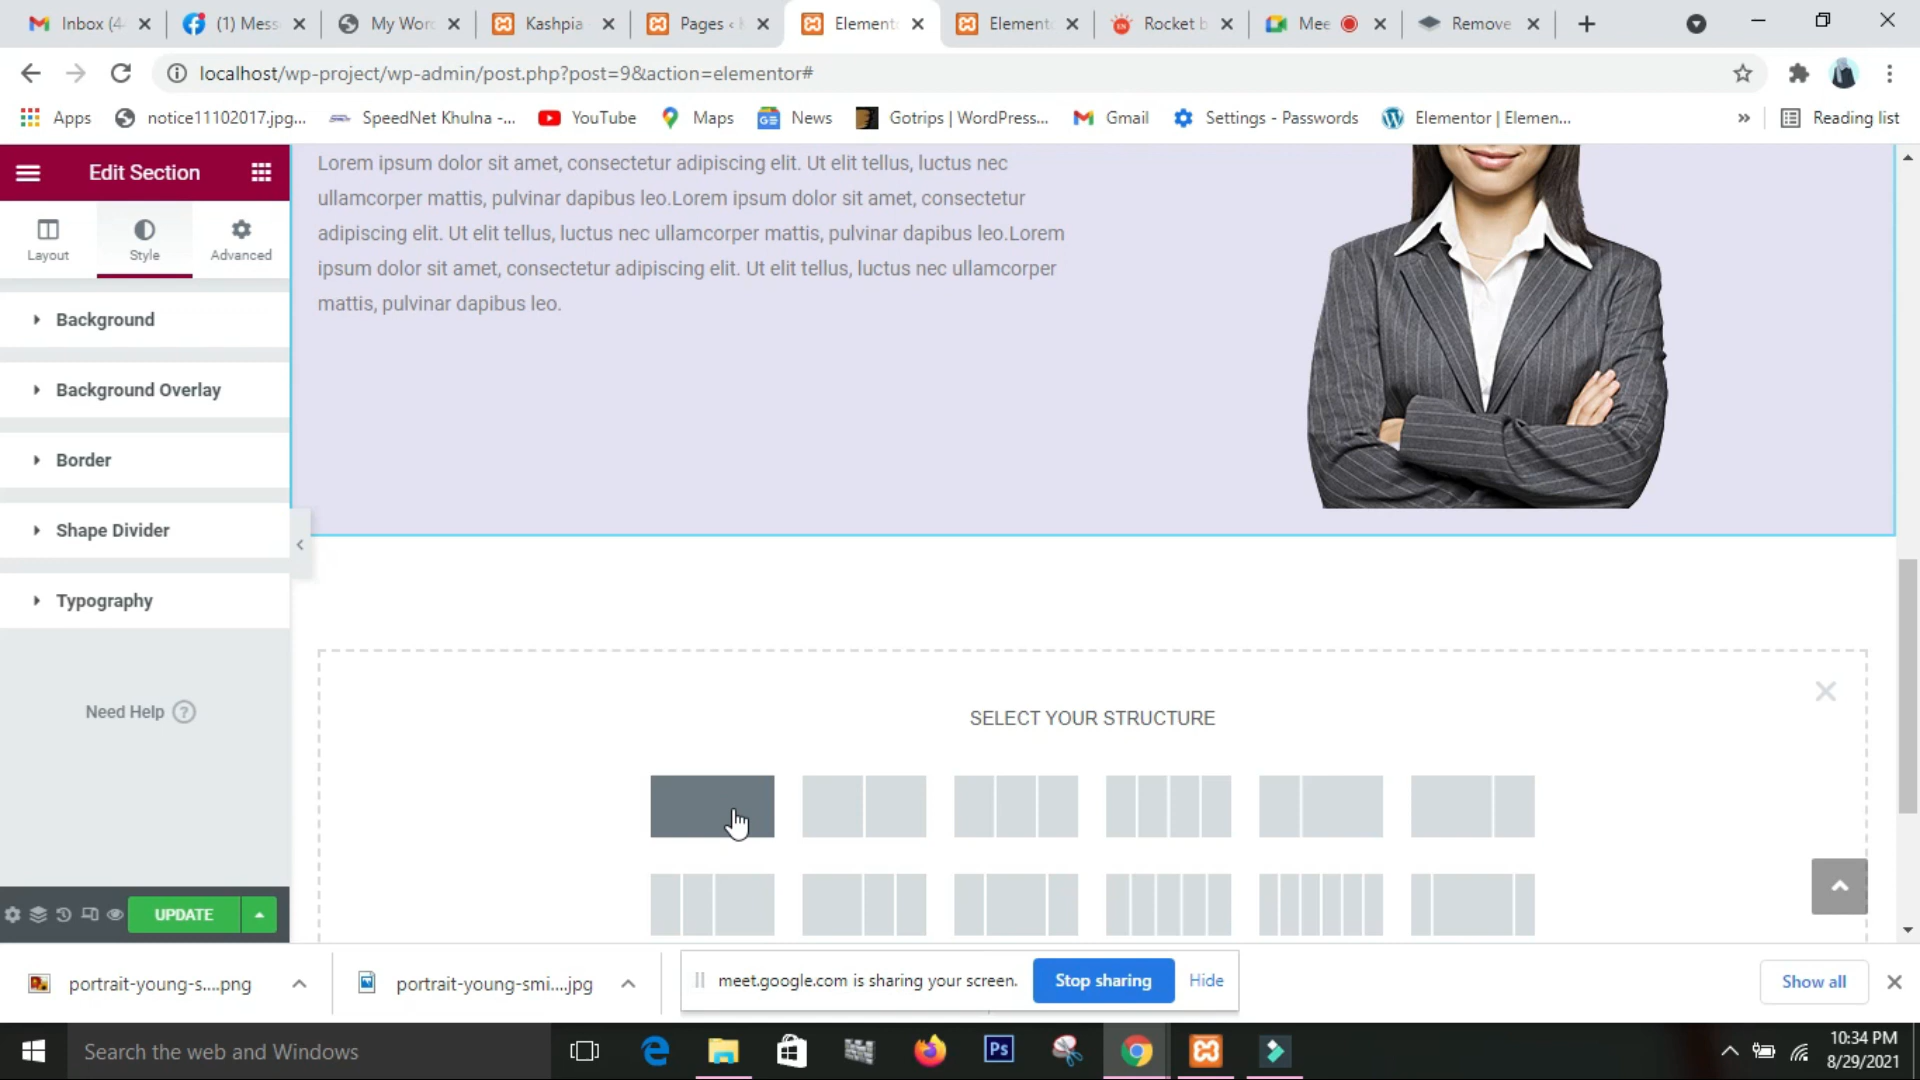 Inbox (4
(1) Mess
My Word
Kashpia
Pages ‹
Elemento
Elemento
Rocket b
Mee
Remove
localhost/wp-project/wp-admin/post.php?post=9&action=elementor#
Apps
notice11102017.jpg...
SpeedNet Khulna -...
YouTube
Maps
News
Gotrips | WordPress...
Gmail
Settings - Passwords
Elementor | Elemen...
»
Reading list
Edit Section
Layout
Style
Advanced
Background
Background Overlay
Border
Shape Divider
Typography
Need Help ?
UPDATE
Lorem ipsum dolor sit amet, consectetur adipiscing elit. Ut elit tellus, luctus nec
ullamcorper mattis, pulvinar dapibus leo.Lorem ipsum dolor sit amet, consectetur
adipiscing elit. Ut elit tellus, luctus nec ullamcorper mattis, pulvinar dapibus leo.Lorem
ipsum dolor sit amet, consectetur adipiscing elit. Ut elit tellus, luctus nec ullamcorper
mattis, pulvinar dapibus leo.
SELECT YOUR STRUCTURE
portrait-young-s....png
portrait-young-smi....jpg
meet.google.com is sharing your screen.
Stop sharing
Hide
Show all
Search the web and Windows
Ps
10:34 PM
8/29/2021